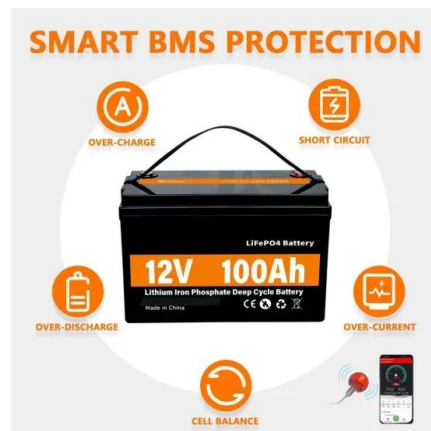 SMART BMS PROTECTION
OVER-CHARGE
SHORT CIRCUIT
LiFePO4 Battery
12V 100Ah
Lithium Iron Phosphate Deep Cycle Battery
Made in China
OVER-DISCHARGE
OVER-CURRENT
CELL BALANCE